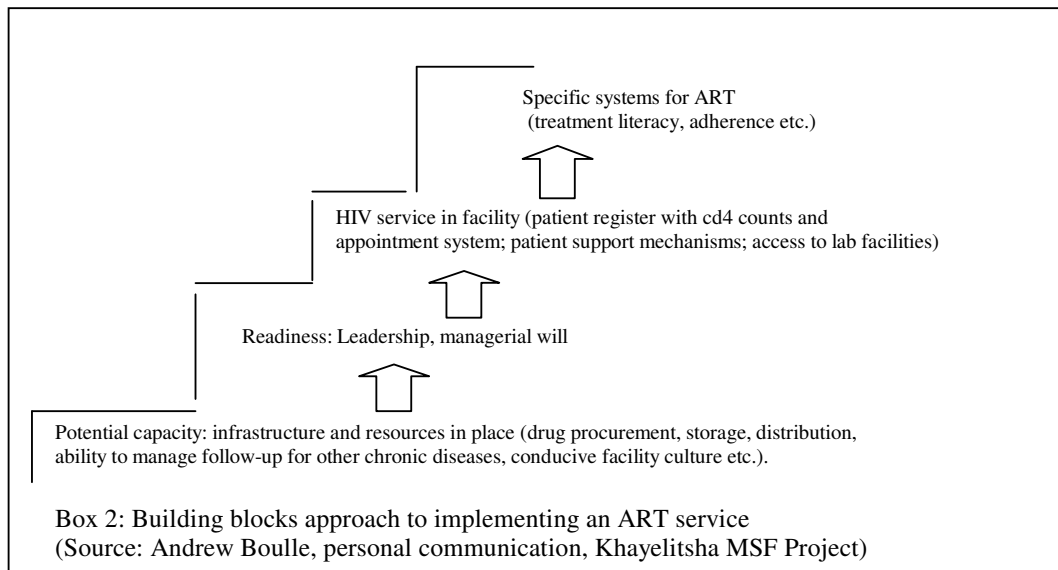 Specific systems for ART
(treatment literacy, adherence etc.)
HIV service in facility (patient register with cd4 counts and
appointment system; patient support mechanisms; access to lab facilities)
Readiness: Leadership, managerial will
Potential capacity: infrastructure and resources in place (drug procurement, storage, distribution,
ability to manage follow-up for other chronic diseases, conducive facility culture etc.).
Box 2: Building blocks approach to implementing an ART service
(Source: Andrew Boulle, personal communication, Khayelitsha MSF Project)